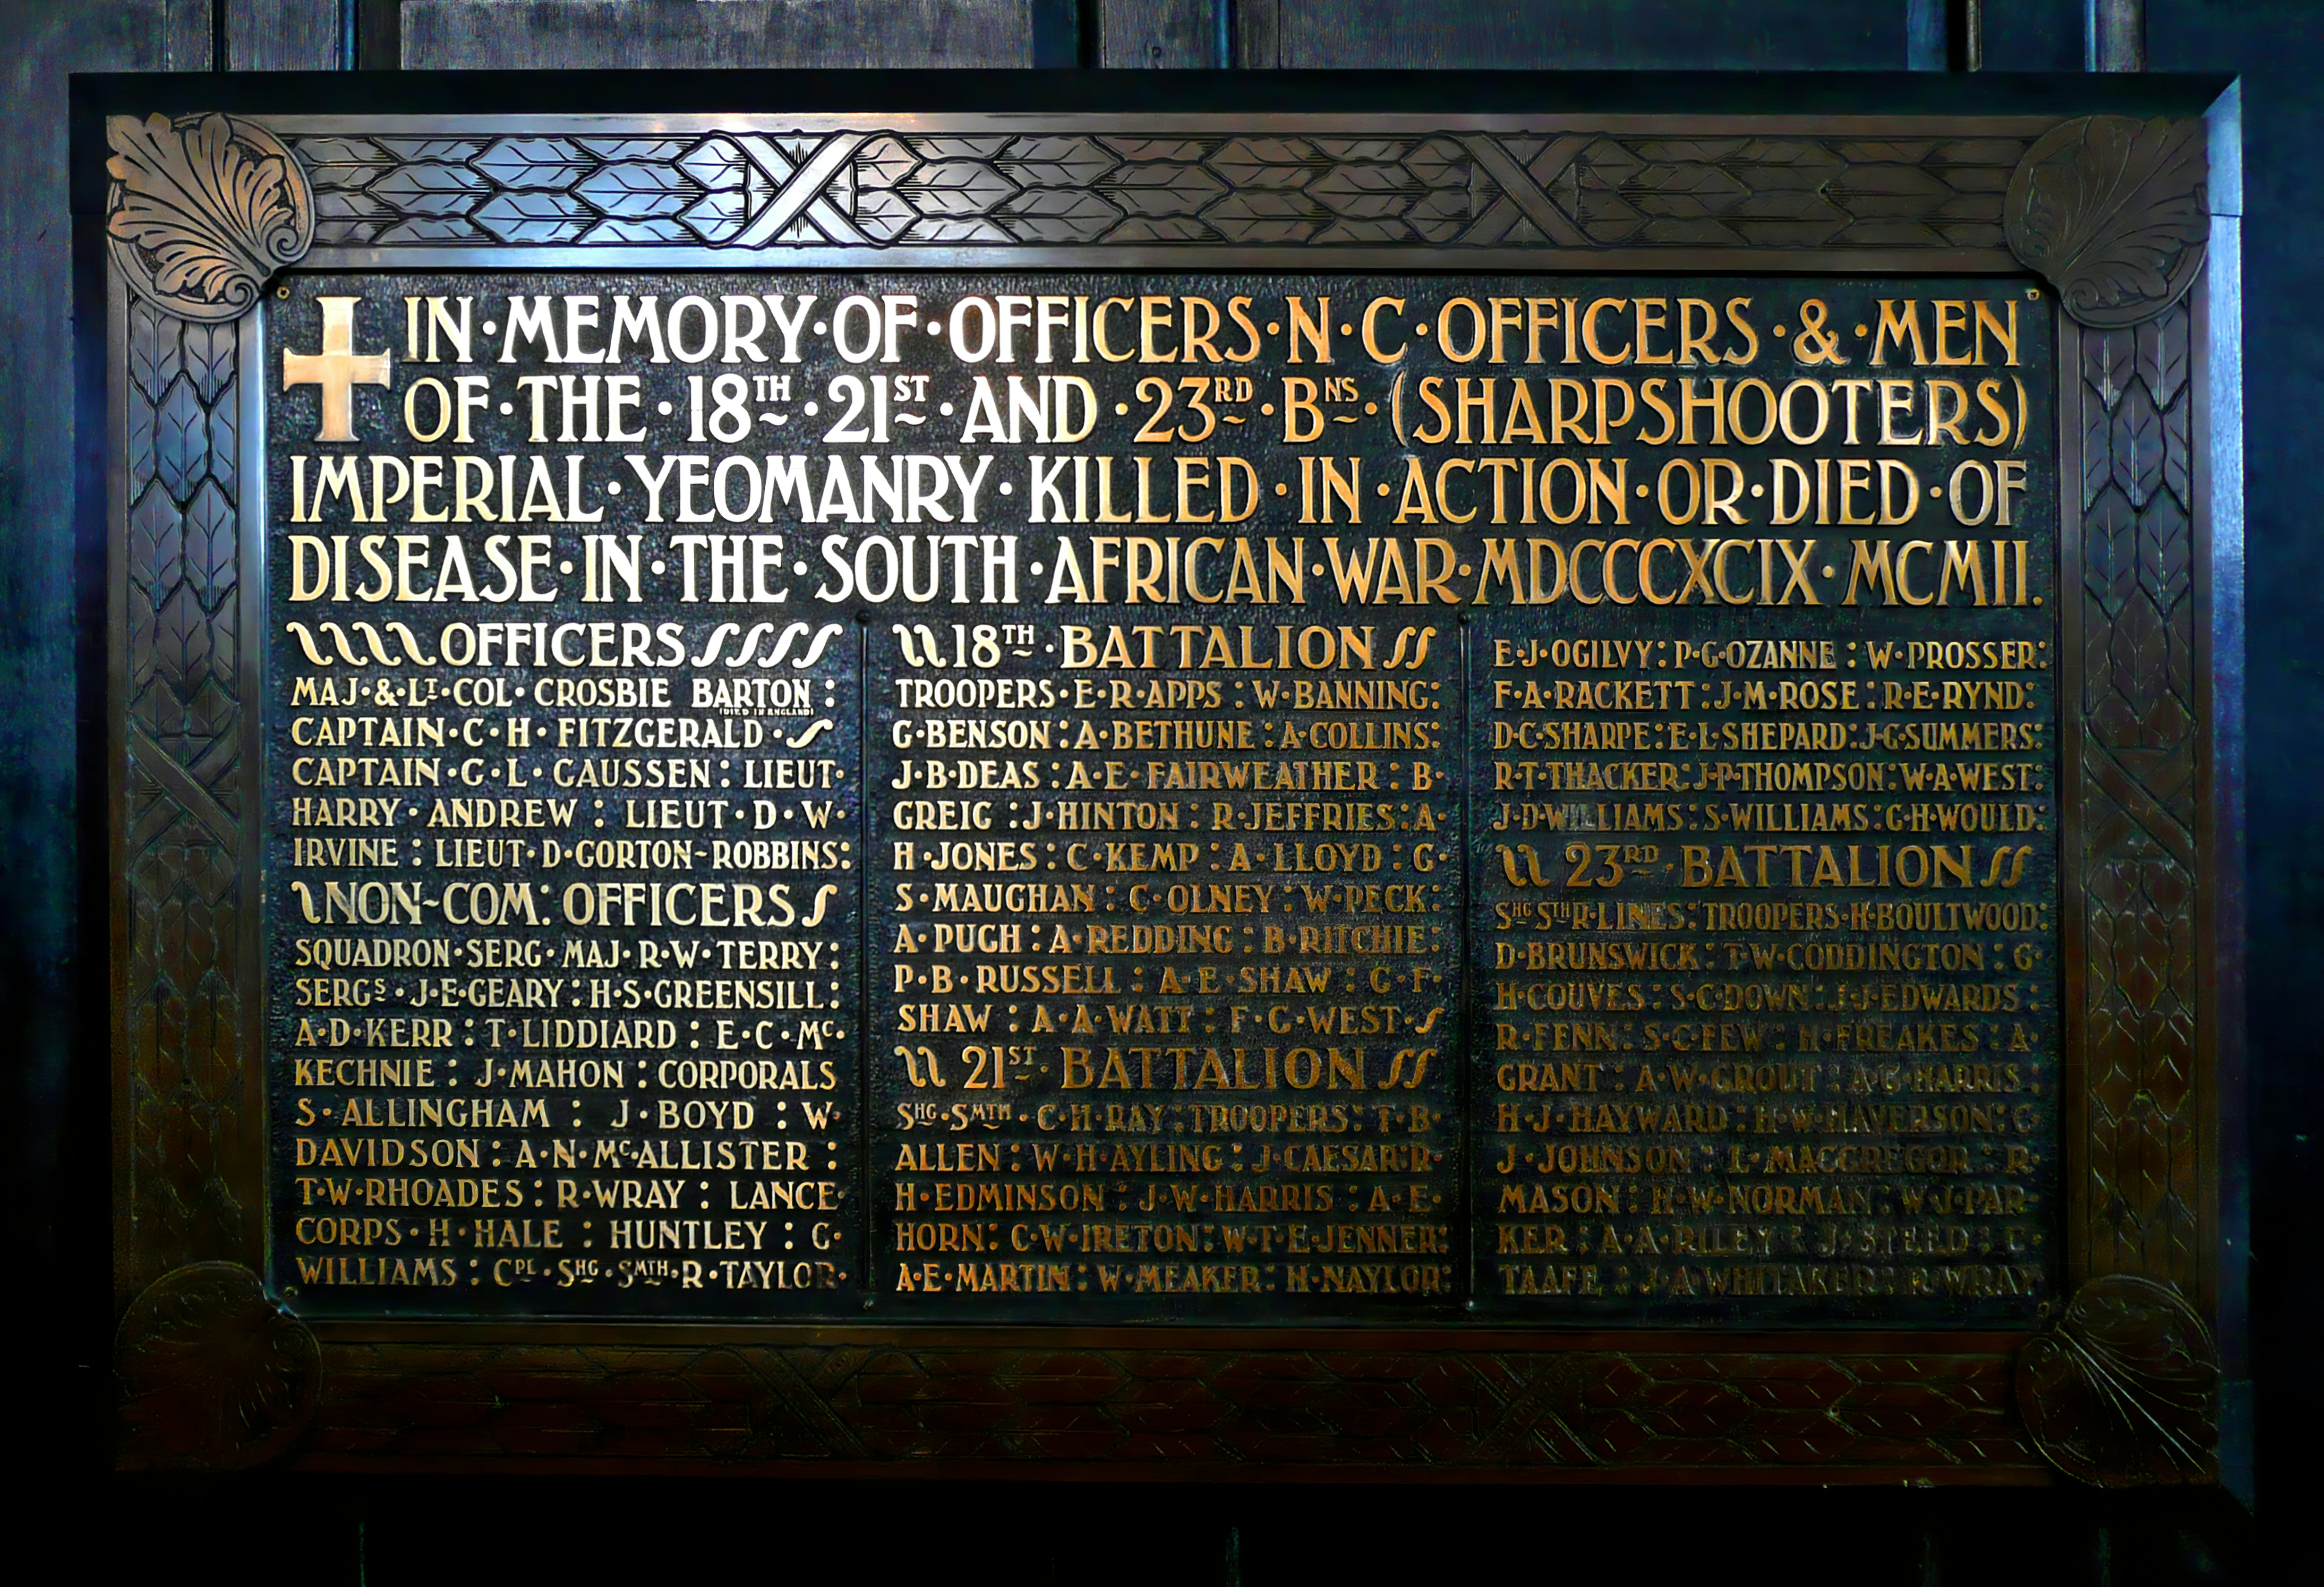 IN·MEMORY·OF·OFFICERS·N·C·OFFICERS·&·MEN
OF·THE·18TH·21ST·AND·23RD·BNS·(SHARPSHOOTERS)
IMPERIAL·YEOMANRY·KILLED·IN·ACTION·OR·DIED·OF
DISEASE·IN·THE·SOUTH·AFRICAN·WAR·MDCCCXCIX·MCMII.
OFFICERS
MAJ·&·LT·COL·CROSBIE BARTON:
(DIED IN ENGLAND)
CAPTAIN·C·H·FITZGERALD·
CAPTAIN·G·L·GAUSSEN: LIEUT·
HARRY·ANDREW: LIEUT·D·W·
IRVINE: LIEUT·D·GORTON-ROBBINS:
NON-COM: OFFICERS
SQUADRON·SERG·MAJ·R·W·TERRY:
SERGS·J·E·GEARY: H·S·GREENSILL:
A·D·KERR: T·LIDDIARD: E·C·MC·
KECHNIE: J·MAHON: CORPORALS
S·ALLINGHAM: J·BOYD: W·
DAVIDSON: A·N·MC·ALLISTER:
T·W·RHOADES: R·WRAY: LANCE·
CORPS·H·HALE: HUNTLEY: G·
WILLIAMS: CPL·SHG·SMTH·R·TAYLOR·
18TH·BATTALION
TROOPERS·E·R·APPS: W·BANNING:
G·BENSON: A·BETHUNE: A·COLLINS:
J·B·DEAS: A·E·FAIRWEATHER: B·
GREIG: J·HINTON: R·JEFFRIES: A·
H·JONES: C·KEMP: A·LLOYD: G·
S·MAUGHAN: C·OLNEY: W·PECK:
A·PUGH: A·REDDING: B·RITCHIE:
P·B·RUSSELL: A·E·SHAW: G·F·
SHAW: A·A·WATT: F·G·WEST·
21ST·BATTALION
SHG·SMTH·C·H·RAY: TROOPERS: T·B·
ALLEN: W·H·AYLING: J·CAESAR: R·
H·EDMINSON: J·W·HARRIS: A·E·
HORN: C·W·IRETON: W·T·E·JENNER:
A·E·MARTIN: W·MEAKER: H·NAYLOR:
E·J·OGILVY: P·G·OZANNE: W·PROSSER:
F·A·RACKETT: J·M·ROSE: R·E·RYND:
D·C·SHARPE: E·L·SHEPARD: J·G·SUMMERS:
R·T·THACKER: J·P·THOMPSON: W·A·WEST:
J·D·WILLIAMS: S·WILLIAMS: G·H·WOULD:
23RD·BATTALION
SHG STH R·LINES: TROOPERS·H·BOULTWOOD:
D·BRUNSWICK: T·W·CODDINGTON: G·
H·COUVES: S·C·DOWN: J·J·EDWARDS:
R·FENN: S·C·FEW: H·FREAKES: A·
GRANT: A·W·GROUT: A·G·HARRIS:
H·J·HAYWARD: H·W·HAVERSON: G·
J·JOHNSON: L·MACGREGOR: R·
MASON: H·W·NORMAN: W·J·PAR-
KER: A·A·RILEY: J·STEED: C·
TAAFE: J·A·WHITAKER: R·WRAY